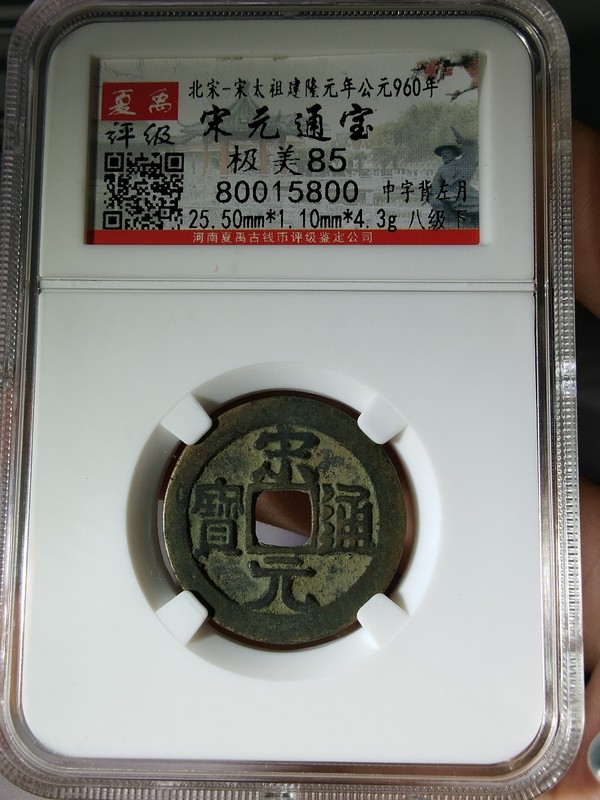 北宋-宋太祖建隆元年公元960年
夏禹
评级
宋元通宝
极美85
80015800 中字背左月
25.50mm*1.10mm*4.3g 八级下
河南夏禹古钱币评级鉴定公司
宋元通寶